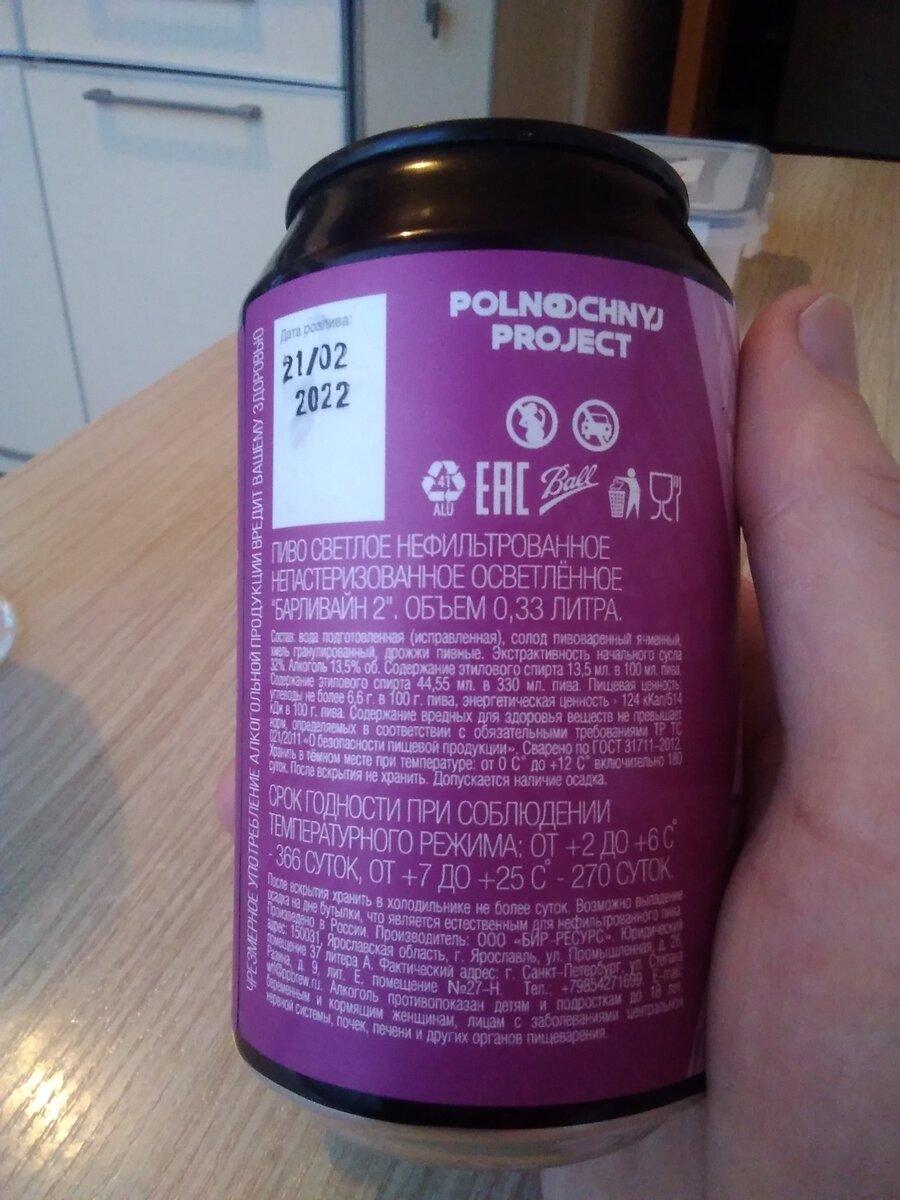 ЧРЕЗМЕРНОЕ УПОТРЕБЛЕНИЕ АЛКОГОЛЬНОЙ ПРОДУКЦИИ ВРЕДИТ ВАШЕМУ ЗДОРОВЬЮ
Дата розлива:
21/02
2022
POLNOOCHNYJ
PROJECT
41
ALU
EAC
Ball
ПИВО СВЕТЛОЕ НЕФИЛЬТРОВАННОЕ
НЕПАСТЕРИЗОВАННОЕ ОСВЕТЛЁННОЕ
"БАРЛИВАЙН 2". ОБЪЕМ 0,33 ЛИТРА.
Состав: вода подготовленная (исправленная), солод пивоваренный ячменный,
хмель гранулированный, дрожжи пивные. Экстрактивность начального сусла
32%. Алкоголь 13.5% об. Содержание этилового спирта 13,5 мл. в 100 мл. пива.
Содержание этилового спирта 44,55 мл. в 330 мл. пива. Пищевая ценность:
углеводы не более 6,6 г. в 100 г. пива, энергетическая ценность - 124 кКал/514
кДж в 100 г. пива. Содержание вредных для здоровья веществ не превышает
норм, определяемых в соответствии с обязательными требованиями ТР ТС
021/2011 «О безопасности пищевой продукции». Сварено по ГОСТ 31711-2012.
Хранить в тёмном месте при температуре: от 0 C° до +12 C° включительно 180
суток. После вскрытия не хранить. Допускается наличие осадка.
СРОК ГОДНОСТИ ПРИ СОБЛЮДЕНИИ
ТЕМПЕРАТУРНОГО РЕЖИМА: ОТ +2 ДО +6 C°
- 366 СУТОК, ОТ +7 ДО +25 C° - 270 СУТОК.
После вскрытия хранить в холодильнике не более суток. Возможно выпадение
осадка на дне бутылки, что является естественным для нефильтрованного пива.
Произведено в России. Производитель: ООО «БИР-РЕСУРС». Юридический
адрес: 150031, Ярославская область, г. Ярославль, ул. Промышленная, д. 26,
помещение 37 литера А. Фактический адрес: г. Санкт-Петербург, ул. Степана
Разина, д. 9, лит. Е, помещение №27-Н. Тел.: +79854271699. E-mail:
Алкоголь противопоказан детям и подросткам до 18 лет,
беременным и кормящим женщинам, лицам с заболеваниями центральной
нервной системы, почек, печени и других органов пищеварения.